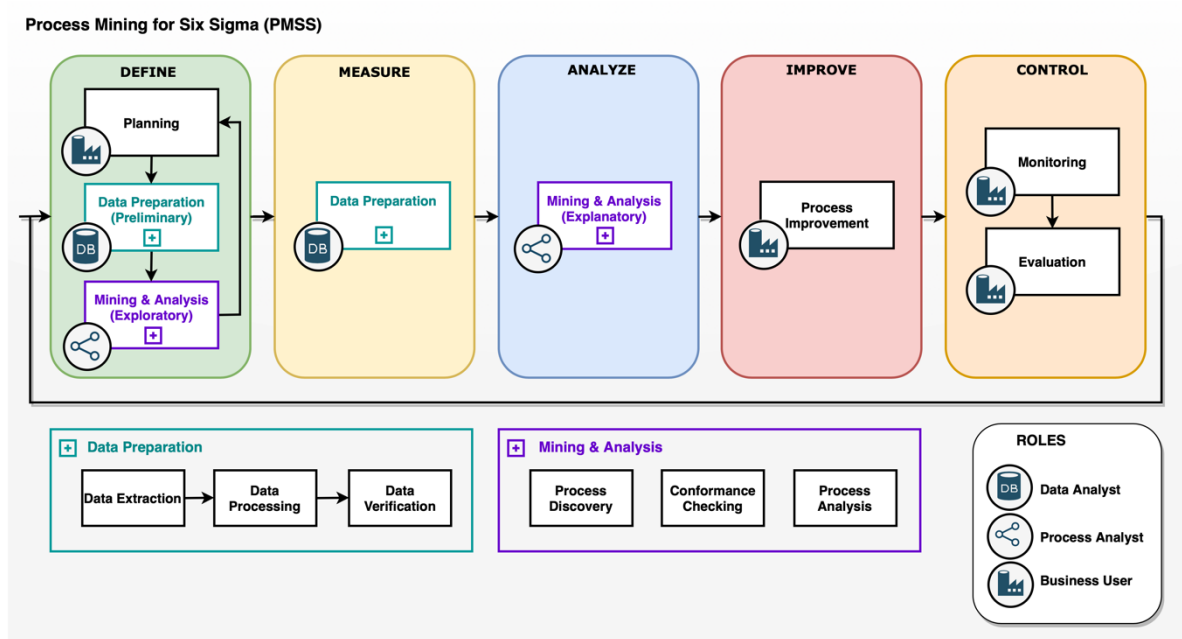 Process Mining for Six Sigma (PMSS)
DEFINE
Planning
Data Preparation
(Preliminary)
DB
Mining & Analysis
(Exploratory)
MEASURE
Data Preparation
DB
ANALYZE
Mining & Analysis
(Explanatory)
IMPROVE
Process
Improvement
CONTROL
Monitoring
Evaluation
Data Preparation
Data Extraction
Data
Processing
Data
Verification
Mining & Analysis
Process
Discovery
Conformance
Checking
Process
Analysis
ROLES
DB
Data Analyst
Process Analyst
Business User